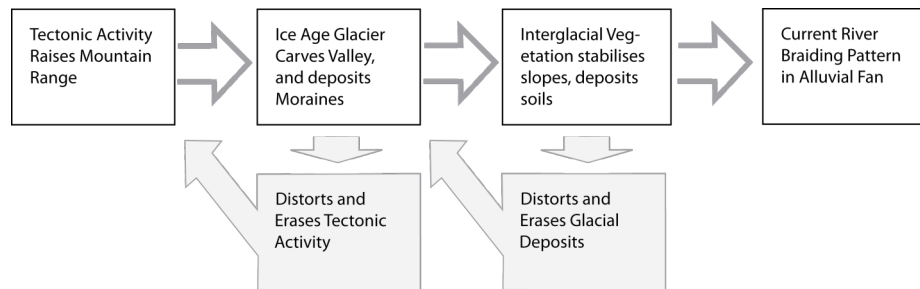 Tectonic Activity
Raises Mountain
Range
Ice Age Glacier
Carves Valley,
and deposits
Moraines
Interglacial Veg-
etation stabilises
slopes, deposits
soils
Current River
Braiding Pattern
in Alluvial Fan
Distorts and
Erases Tectonic
Activity
Distorts and
Erases Glacial
Deposits